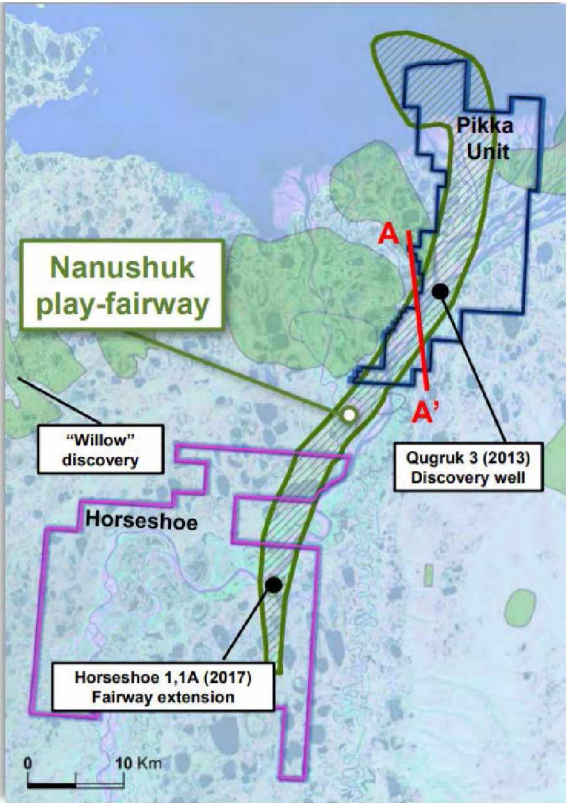 Pikka
Unit
A
Nanushuk
play-fairway
A’
“Willow”
discovery
Qugruk 3 (2013)
Discovery well
Horseshoe
Horseshoe 1,1A (2017)
Fairway extension
0 10 Km